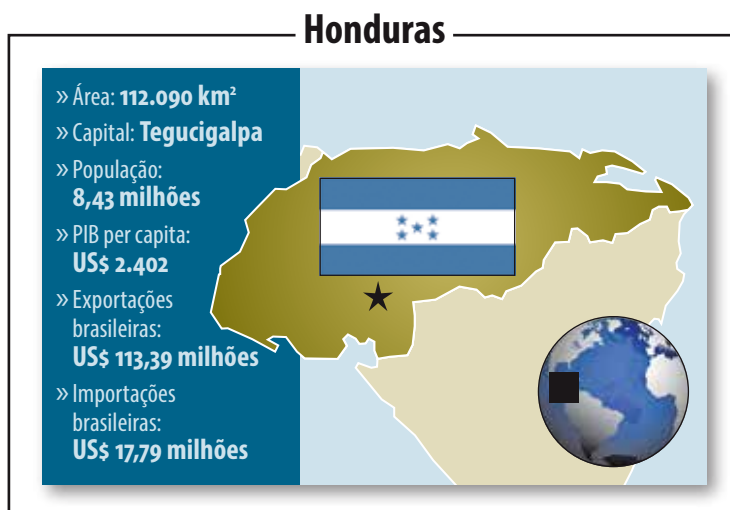 Honduras
» Área: 112.090 km²
» Capital: Tegucigalpa
» População:
8,43 milhões
» PIB per capita:
US$ 2.402
» Exportações
brasileiras:
US$ 113,39 milhões
» Importações
brasileiras:
US$ 17,79 milhões